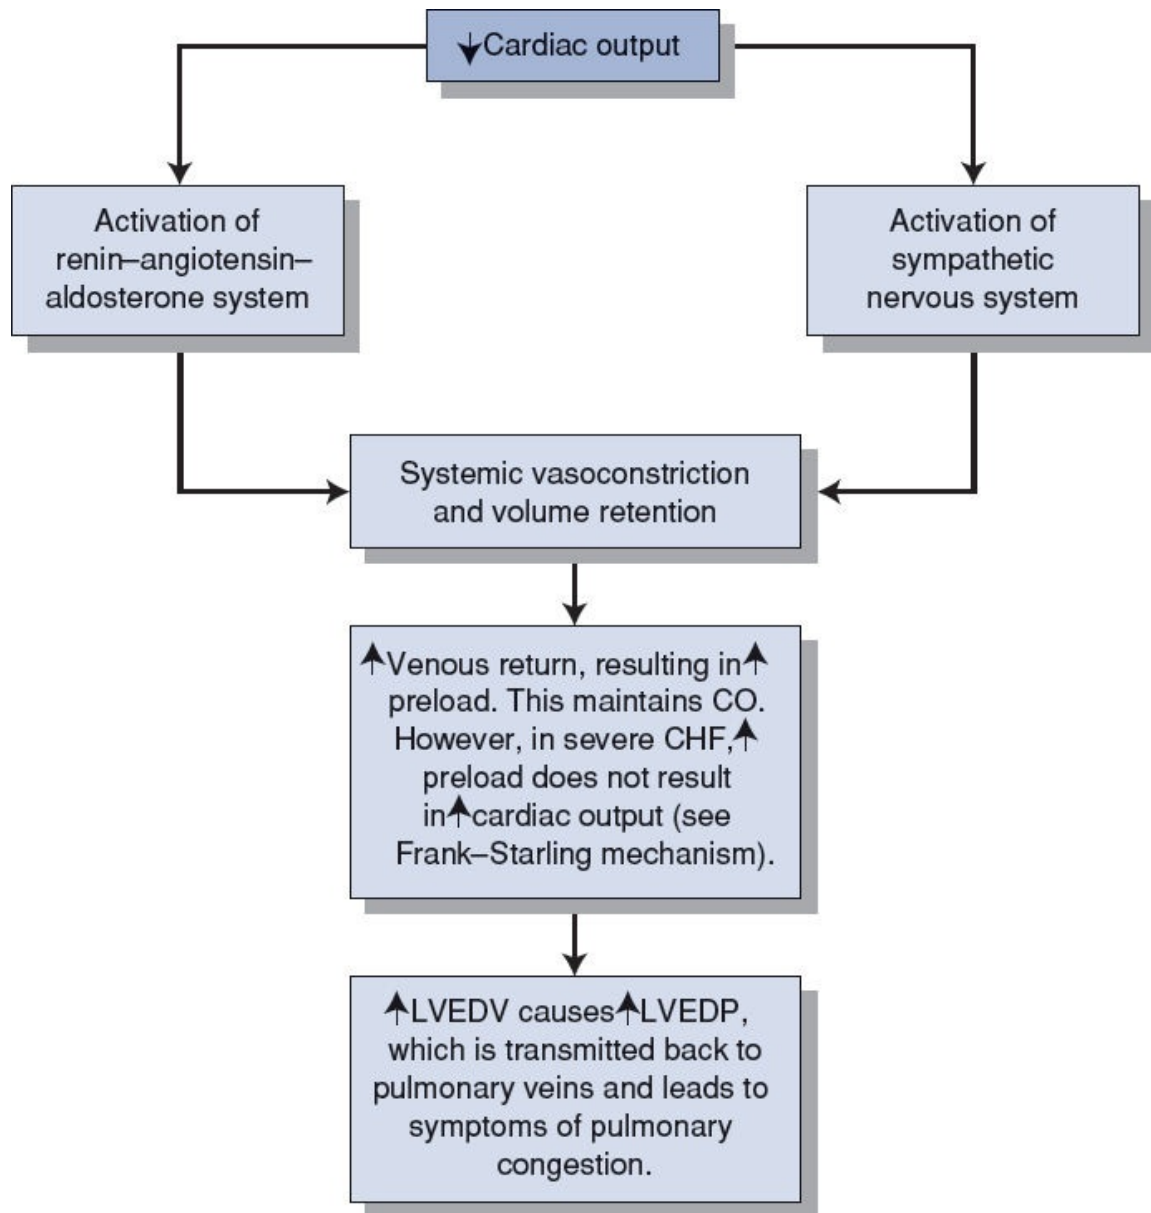 ↓Cardiac output
Activation of
renin–angiotensin–
aldosterone system
Activation of
sympathetic
nervous system
Systemic vasoconstriction
and volume retention
↑Venous return, resulting in↑
preload. This maintains CO.
However, in severe CHF,↑
preload does not result
in↑cardiac output (see
Frank–Starling mechanism).
↑LVEDV causes↑LVEDP,
which is transmitted back to
pulmonary veins and leads to
symptoms of pulmonary
congestion.